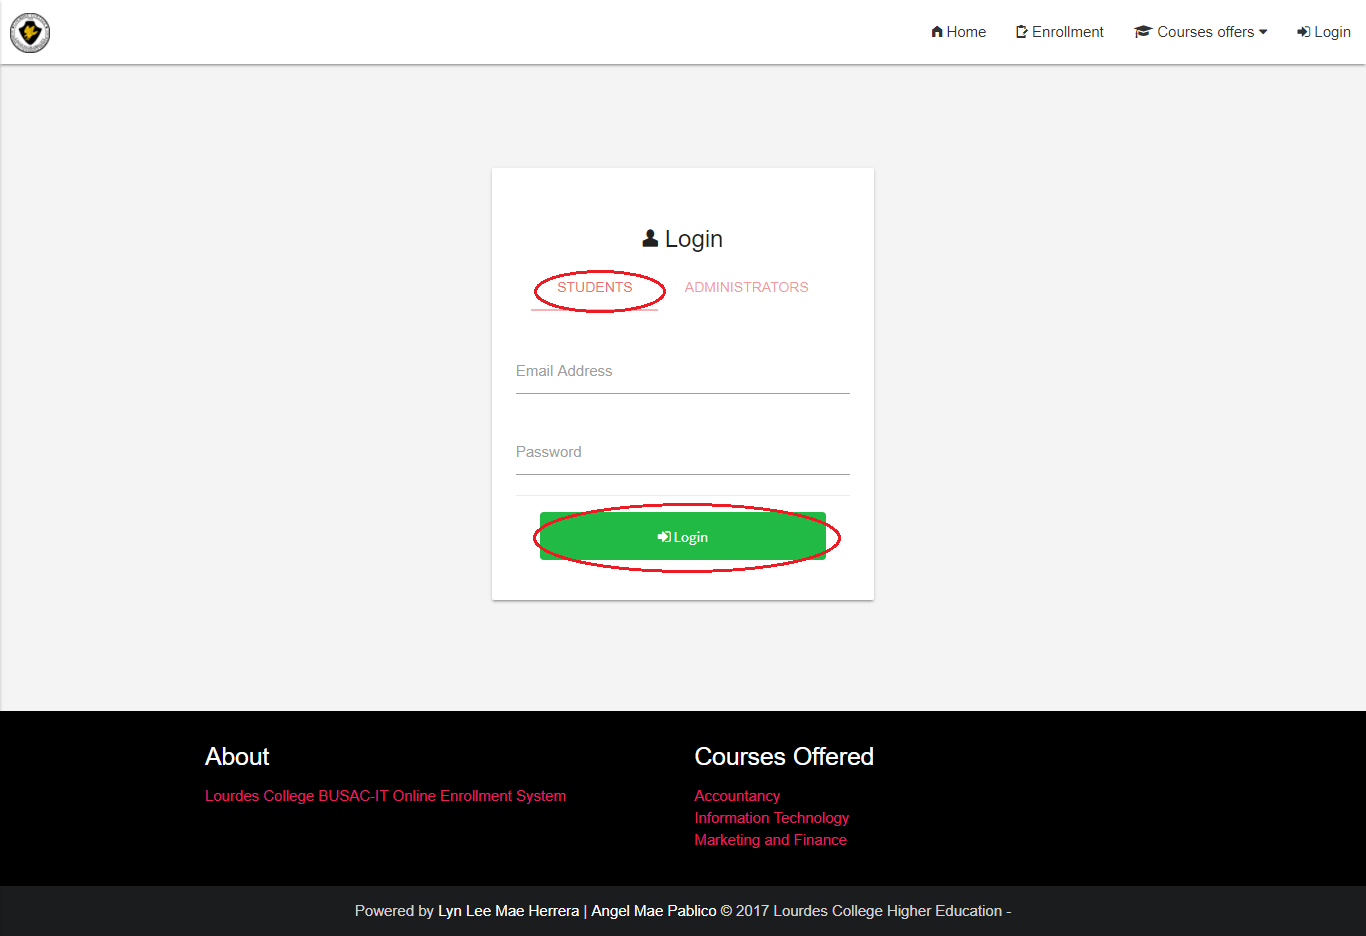 Home Enrollment Courses offers Login
Login
STUDENTS ADMINISTRATORS
Email Address
Password
Login
About
Lourdes College BUSAC-IT Online Enrollment System
Courses Offered
Accountancy
Information Technology
Marketing and Finance
Powered by Lyn Lee Mae Herrera | Angel Mae Pablico © 2017 Lourdes College Higher Education -